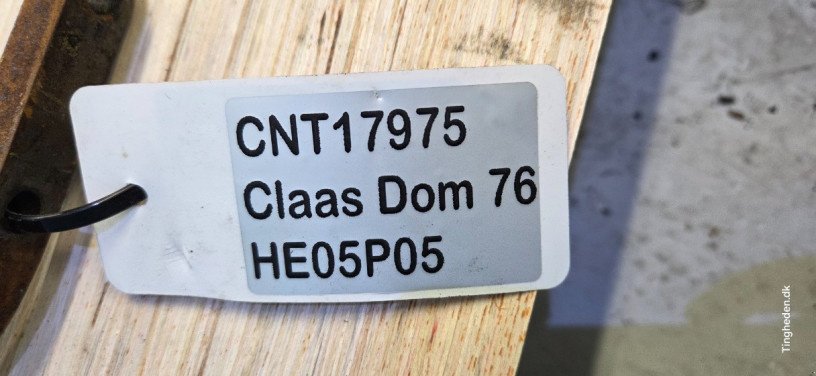 CNT17975
Claas Dom 76
HE05P05
Tingheden.dk